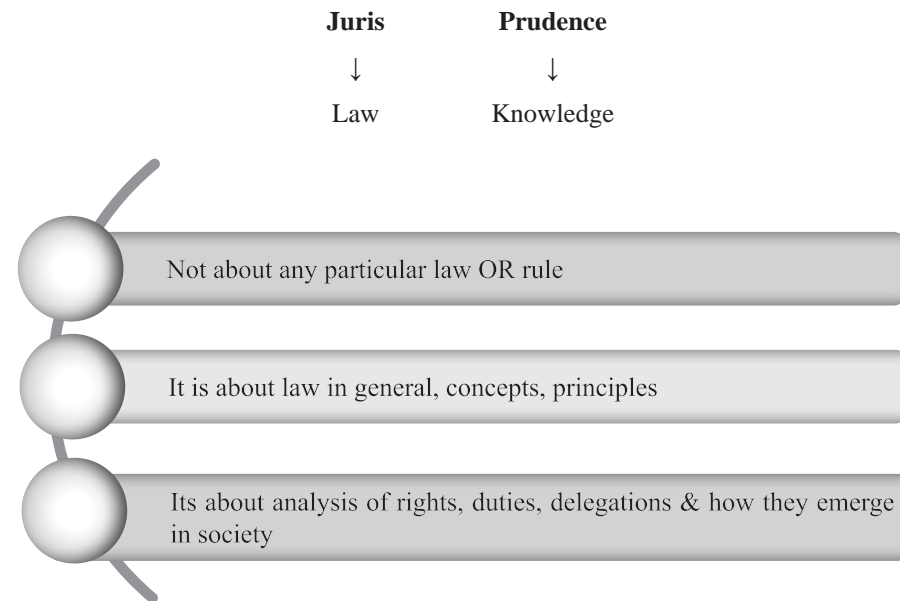 Juris Prudence
↓ ↓
Law Knowledge
Not about any particular law OR rule
It is about law in general, concepts, principles
Its about analysis of rights, duties, delegations & how they emerge
in society